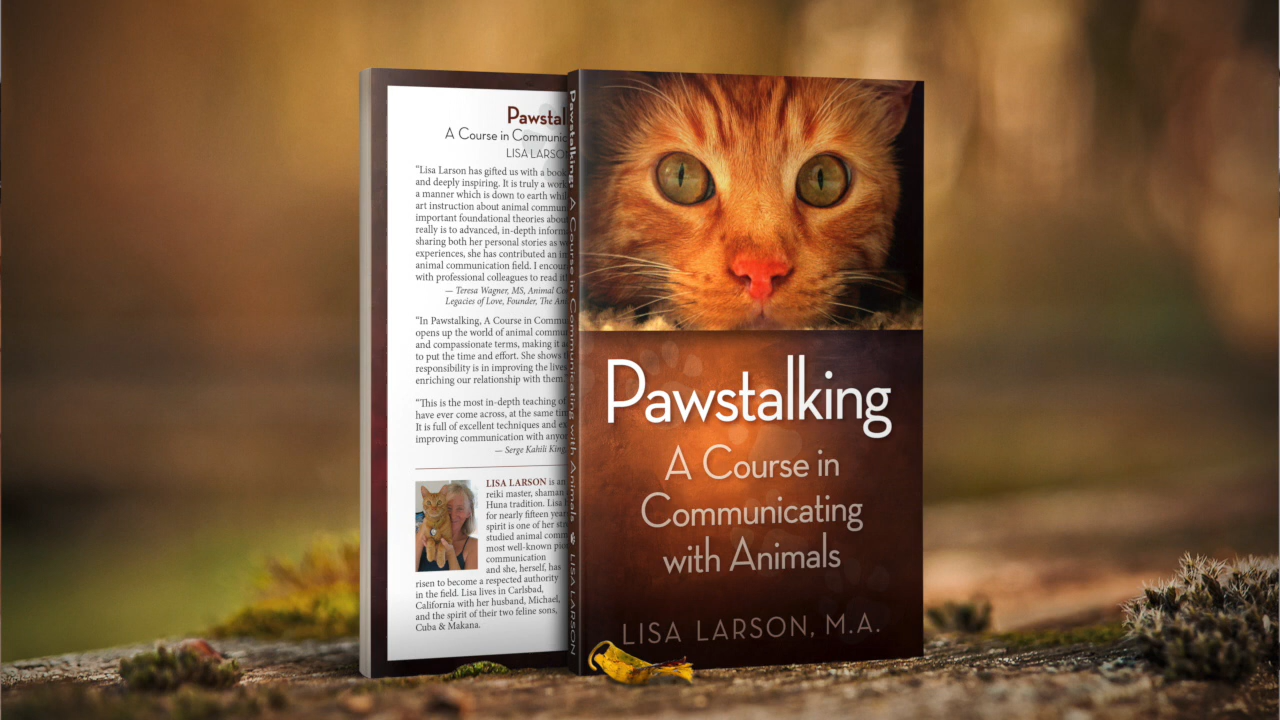 Pawstal
A Course in Communic
LISA LARSO
“Lisa Larson has gifted us with a book
and deeply inspiring. It is truly a wor
a manner which is down to earth whil
art instruction about animal commun
important foundational theories abou
really is to advanced, in-depth inform
sharing both her personal stories as w
experiences, she has contributed an in
animal communication field. I encour
with professional colleagues to read it
— Teresa Wagner, MS, Animal Co
Legacies of Love, Founder, The An
“In Pawstalking, A Course in Commu
opens up the world of animal commu
and compassionate terms, making it a
to put the time and effort. She shows
responsibility is in improving the lives
enriching our relationship with them.
“This is the most in-depth teaching of
have ever come across, at the same tim
It is full of excellent techniques and ex
improving communication with anyo
— Serge Kahili King,
LISA LARSON is an
reiki master, shaman
Huna tradition. Lisa
for nearly fifteen year
spirit is one of her str
studied animal comm
most well-known pio
communication
and she, herself, has
risen to become a respected authority
in the field. Lisa lives in Carlsbad,
California with her husband, Michael,
and the spirit of their two feline sons,
Cuba & Makana.
Pawstalking: A Course in Communicating with Animals LISA LARSON
Pawstalking
A Course in
Communicating
with Animals
LISA LARSON, M.A.